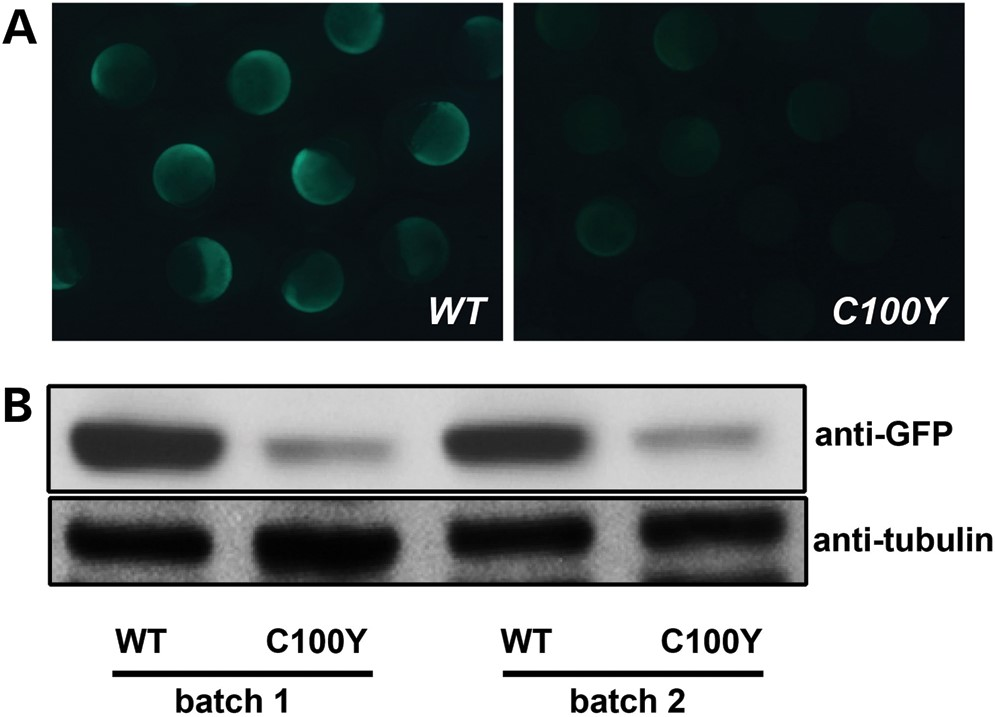 A
WT
C100Y
B
anti-GFP
anti-tubulin
WT C100Y WT C100Y
batch 1 batch 2